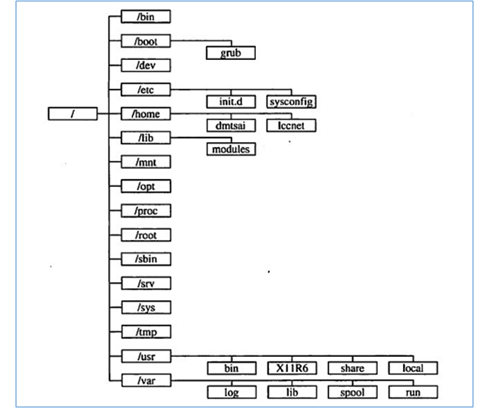 /bin
/boot
grub
/dev
/etc
init.d sysconfig
/ /home
dmtsai lccnet
/lib
modules
/mnt
/opt
/proc
/root
/sbin
/srv
/sys
/tmp
/usr
bin X11R6 share local
/var
log lib spool run